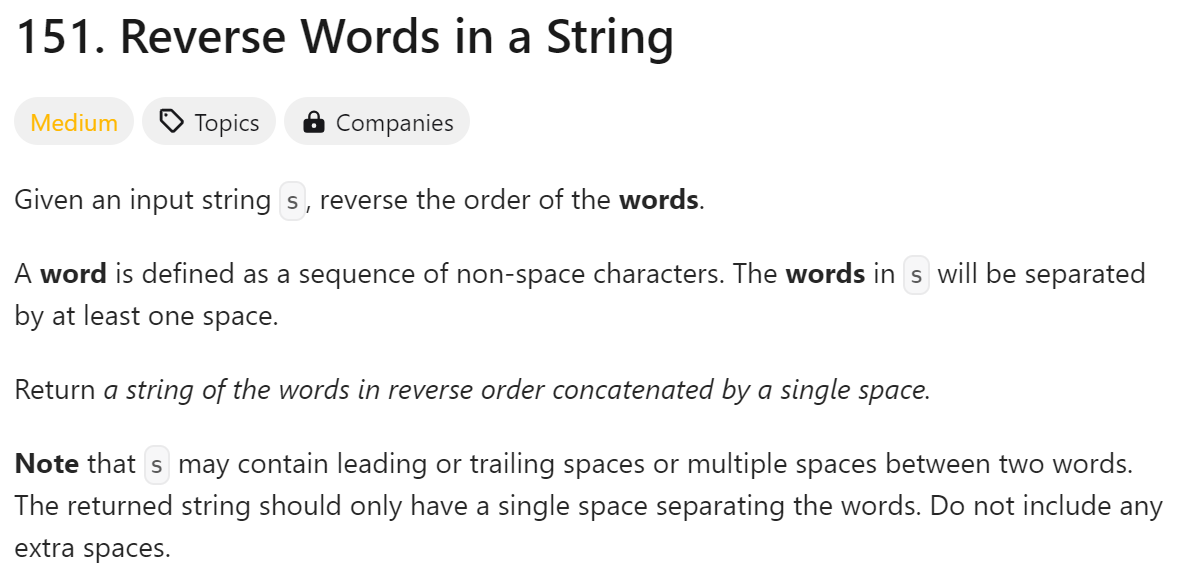 151. Reverse Words in a String
Medium Topics Companies
Given an input string s, reverse the order of the words.
A word is defined as a sequence of non-space characters. The words in s will be separated
by at least one space.
Return a string of the words in reverse order concatenated by a single space.
Note that s may contain leading or trailing spaces or multiple spaces between two words.
The returned string should only have a single space separating the words. Do not include any
extra spaces.